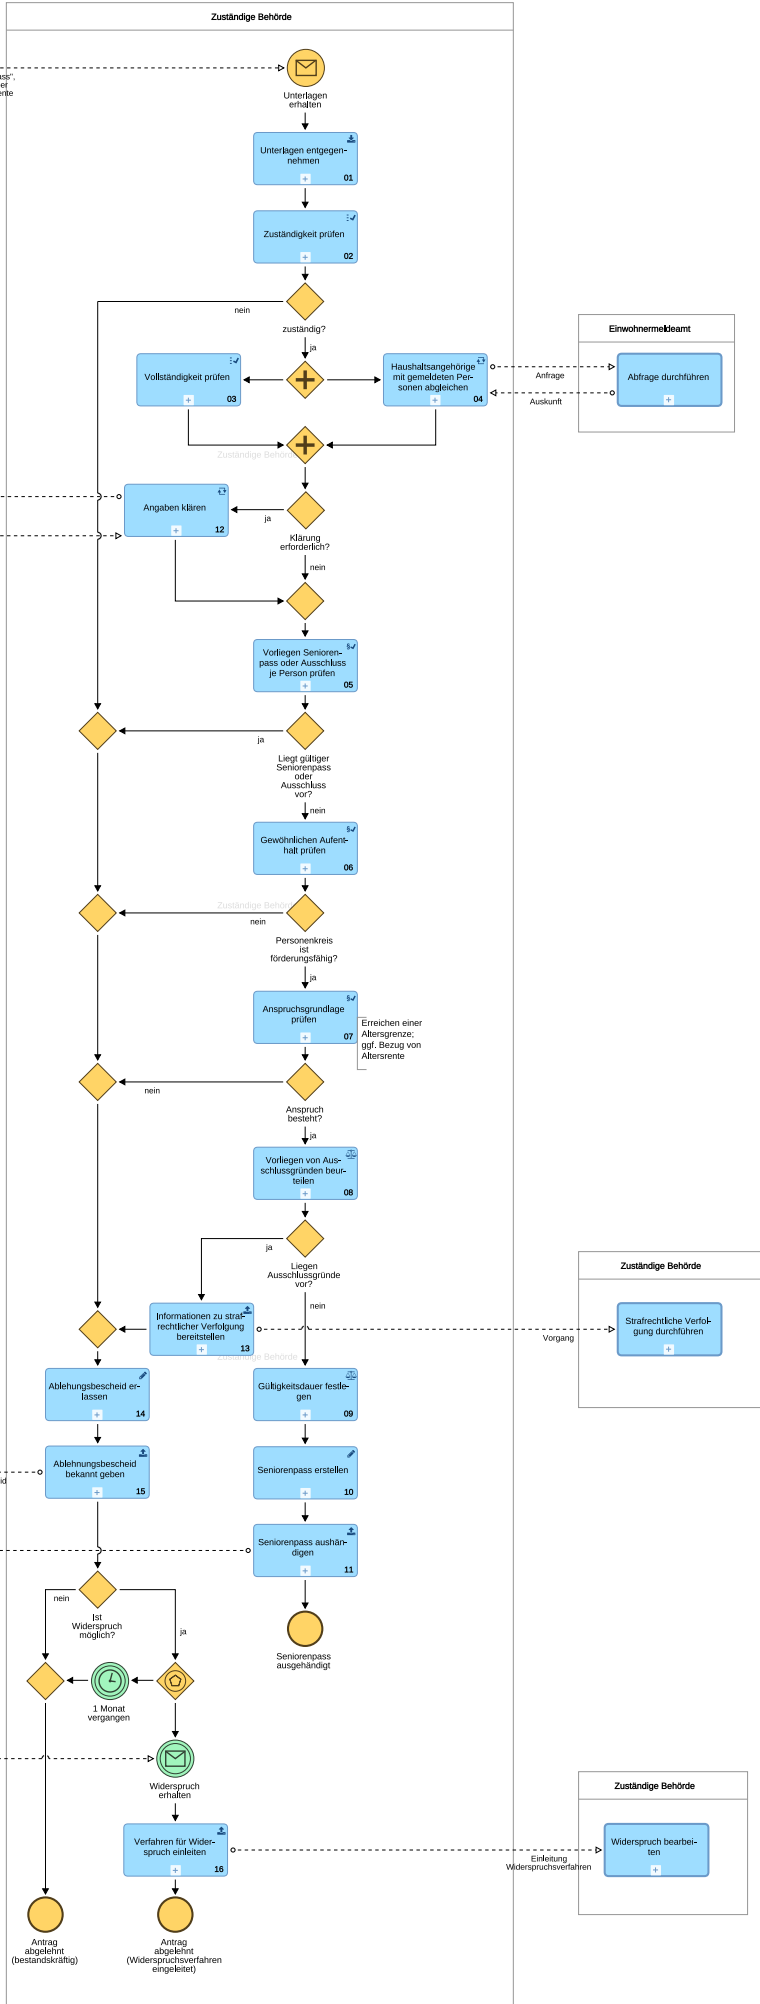 Zuständige Behörde
ass",
er
ente
Unterlagen
erhalten
Unterlagen entgegen-
nehmen
01
Zuständigkeit prüfen
02
nein
zuständig?
ja
Einwohnermeldeamt
Vollständigkeit prüfen
03
Haushaltsangehörige
mit gemeldeten Per-
sonen abgleichen
04
Anfrage
Auskunft
Abfrage durchführen
Zuständige Behörde
Angaben klären
12
ja
Klärung
erforderlich?
nein
Vorliegen Senioren-
pass oder Ausschluss
je Person prüfen
05
ja
Liegt gültiger
Seniorenpass
oder
Ausschluss
vor?
nein
Gewöhnlichen Aufent-
halt prüfen
06
Zuständige Behörde
nein
Personenkreis
ist
förderungsfähig?
ja
Anspruchsgrundlage
prüfen
07
Erreichen einer
Altersgrenze;
ggf. Bezug von
Altersrente
nein
Anspruch
besteht?
ja
Vorliegen von Aus-
schlussgründen beur-
teilen
08
ja
Liegen
Ausschlussgründe
vor?
nein
Zuständige Behörde
Informationen zu straf-
rechtlicher Verfolgung
bereitstellen
13
Vorgang
Strafrechtliche Verfol-
gung durchführen
Zuständige Behörde
Ablehungsbescheid er-
lassen
14
Gültigkeitsdauer festle-
gen
09
Ablehnungsbescheid
bekannt geben
15
id
Seniorenpass erstellen
10
Seniorenpass aushän-
digen
11
nein
Ist
Widerspruch
möglich?
ja
Seniorenpass
ausgehändigt
1 Monat
vergangen
Widerspruch
erhalten
Zuständige Behörde
Verfahren für Wider-
spruch einleiten
16
Einleitung
Widerspruchsverfahren
Widerspruch bearbei-
ten
Antrag
abgelehnt
(bestandskräftig)
Antrag
abgelehnt
(Widerspruchsverfahren
eingeleitet)